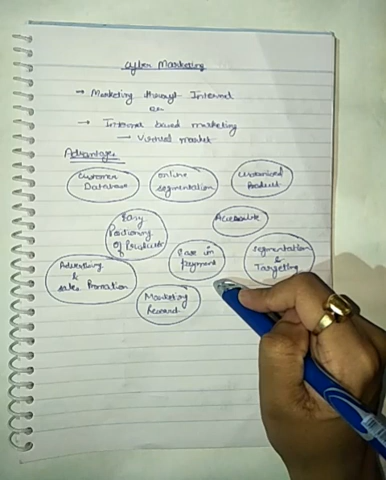 Cyber Marketing
→ Marketing through Internet
or
→ Internet based marketing
→ Virtual market
Advantages
Customer
Database
online
segmentation
Customized
Product
Easy
Positioning
of Products
Accessible
Ease in
payment
Segmentation
&
Targeting
Advertising
&
sales Promotion
Marketing
Research